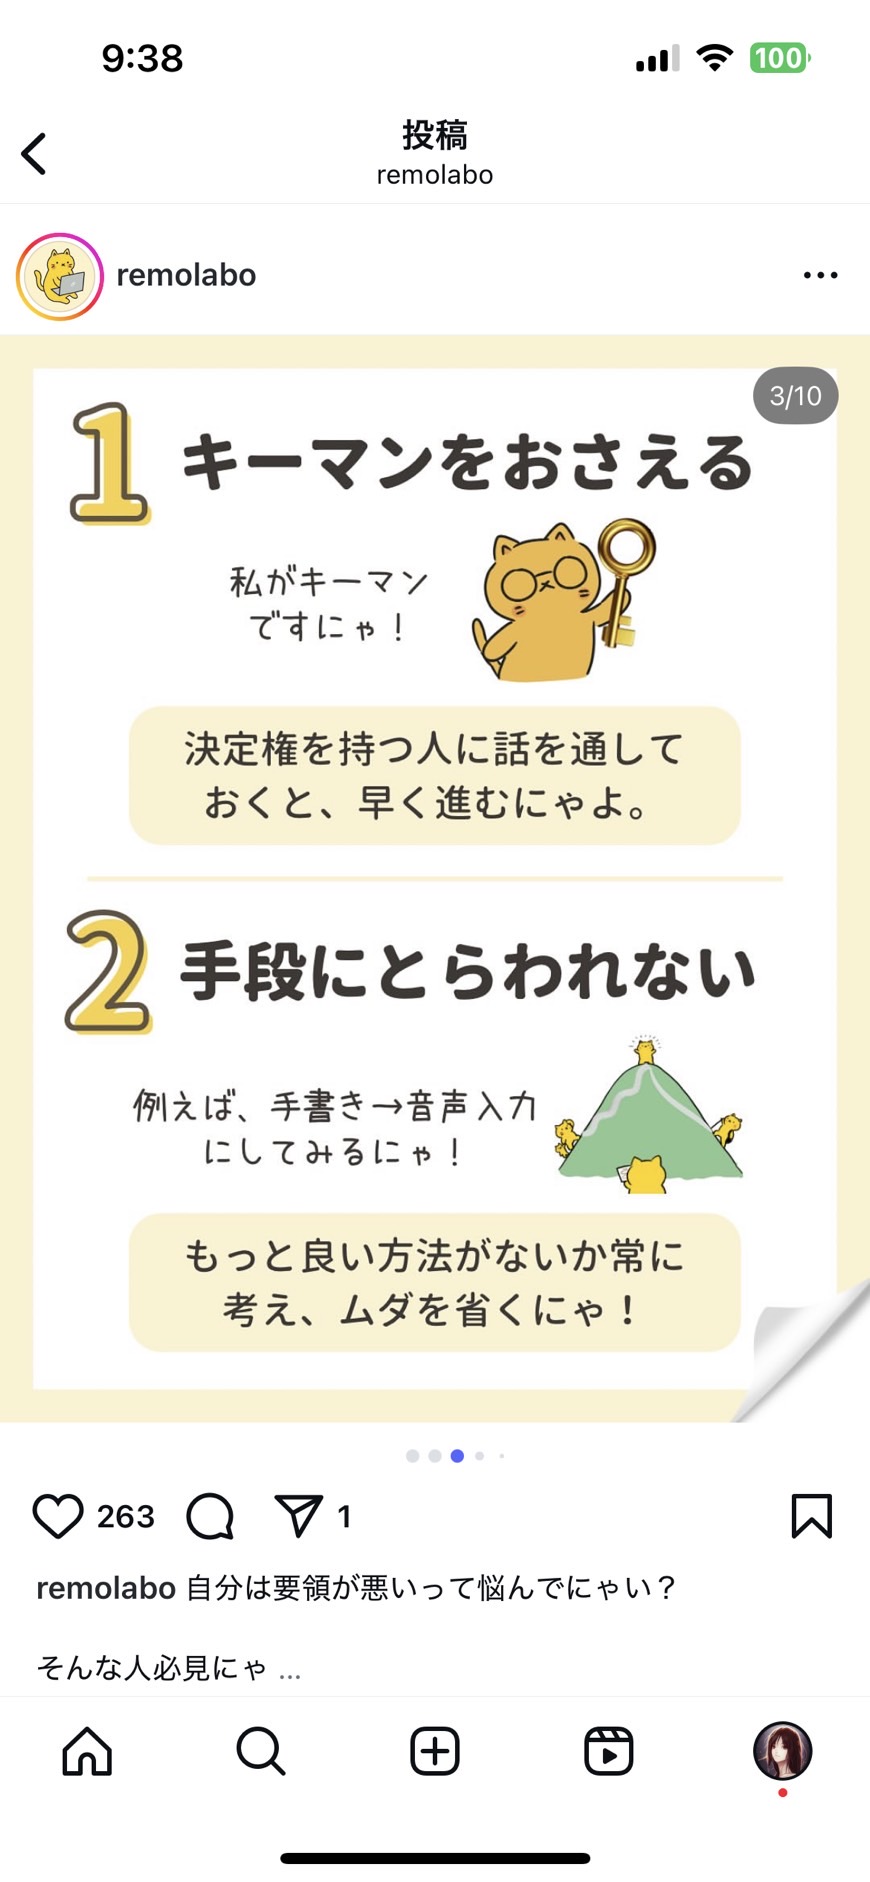 9:38
100
投稿
remolabo
remolabo
3/10
1 キーマンをおさえる
私がキーマン
ですにゃ！
決定権を持つ人に話を通して
おくと、早く進むにゃよ。
2 手段にとらわれない
例えば、手書き→音声入力
にしてみるにゃ！
もっと良い方法がないか常に
考え、ムダを省くにゃ！
263 1
remolabo 自分は要領が悪いって悩んでにゃい？
そんな人必見にゃ ...